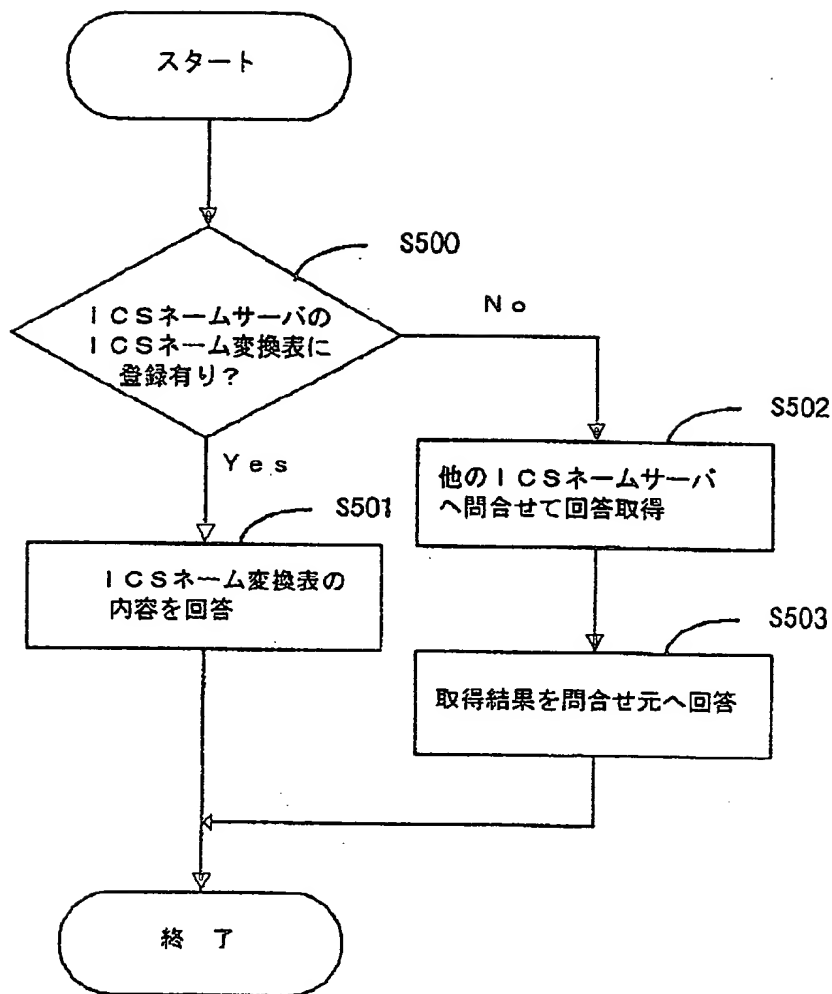 スタート
S500
ICSネームサーバの
ICSネーム変換表に
登録有り?
No
Yes
S502
他のICSネームサーバ
へ問合せて回答取得
S501
ICSネーム変換表の
内容を回答
S503
取得結果を問合せ元へ回答
終 了